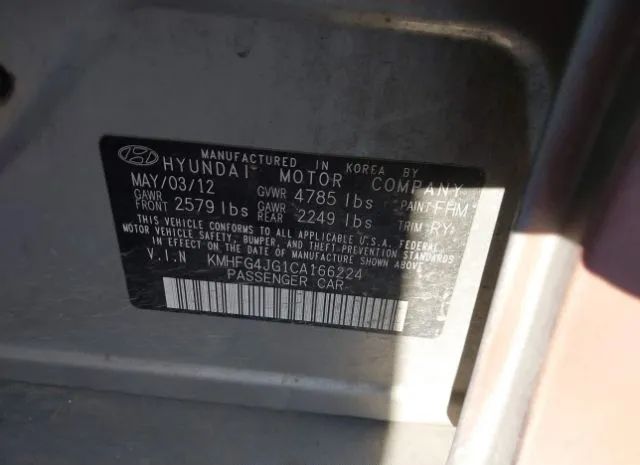 MANUFACTURED IN KOREA BY
HYUNDAI MOTOR COMPANY
MAY/03/12 GVWR 4785 lbs PAINT FHM
GAWR FRONT 2579 lbs GAWR REAR 2249 lbs TRIM RY
THIS VEHICLE CONFORMS TO ALL APPLICABLE U.S.A. FEDERAL
MOTOR VEHICLE SAFETY, BUMPER, AND THEFT-PREVENTION STANDARDS
IN EFFECT ON THE DATE OF MANUFACTURE SHOWN ABOVE
V.I.N KMHFG4JG1CA166224
PASSENGER CAR